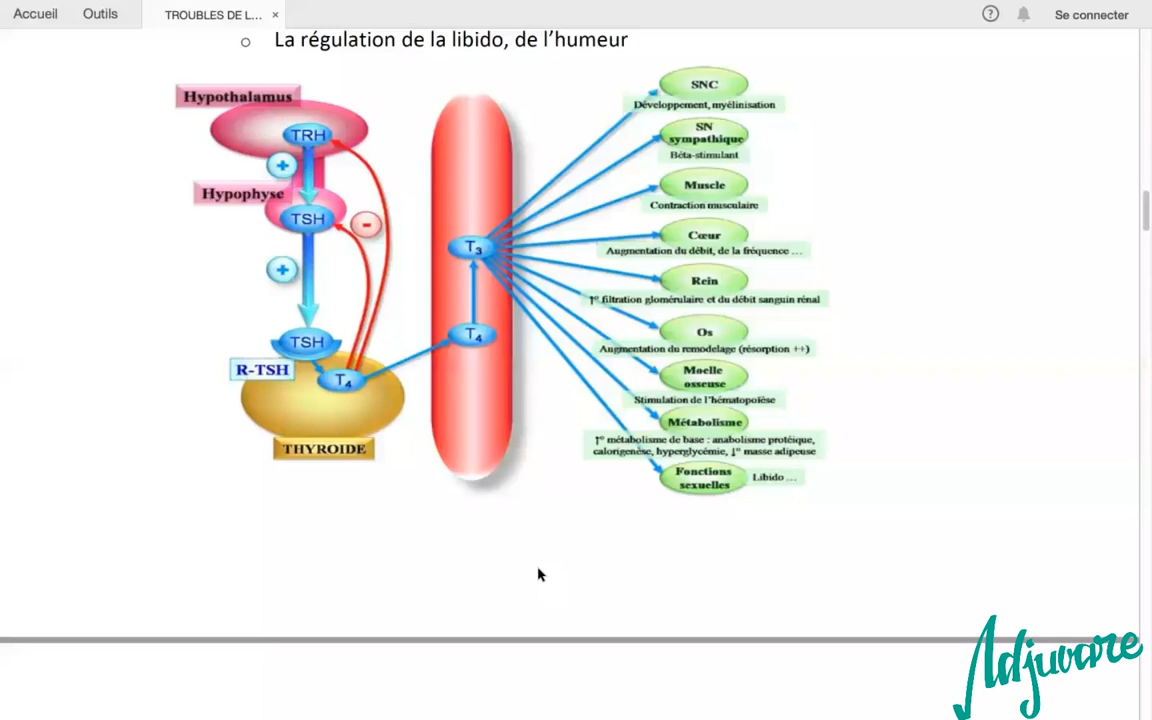 Accueil
Outils
TROUBLES DE L... ×
?
Se connecter
o La régulation de la libido, de l'humeur
Hypothalamus
TRH
+
Hypophyse
TSH
-
+
TSH
R-TSH
T4
THYROIDE
T3
T4
SNC
Développement, myélinisation
SN
sympathique
Béta-stimulant
Muscle
Contraction musculaire
Cœur
Augmentation du débit, de la fréquence ...
Rein
↑° filtration glomérulaire et du débit sanguin rénal
Os
Augmentation du remodelage (résorption ++)
Moelle
osseuse
Stimulation de l'hématopoïèse
Métabolisme
↑° métabolisme de base : anabolisme protéique,
calorigenèse, hyperglycémie, ↓° masse adipeuse
Fonctions
sexuelles
Libido ...
Adjuvare